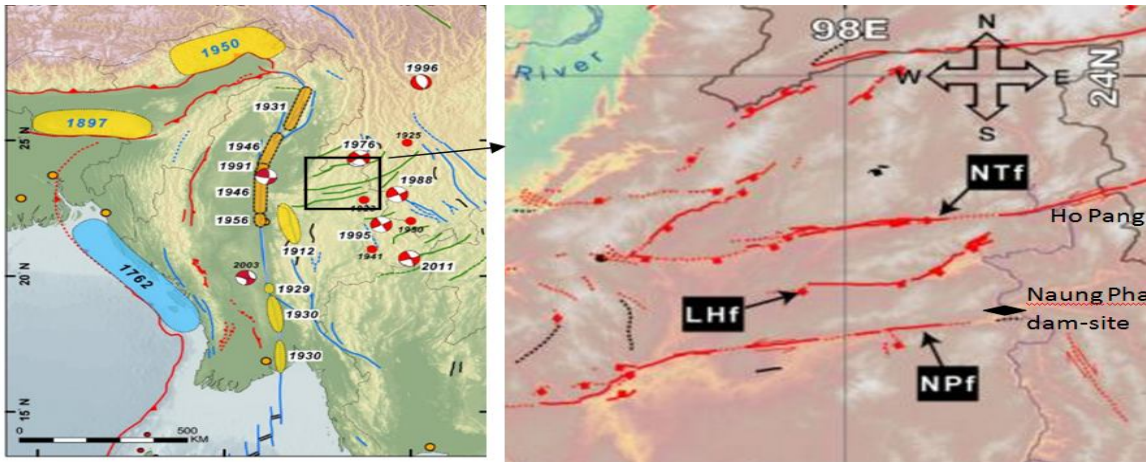 1950
1996
1897
1931
25
1925
1946
1976
1991
1988
1946
1956
1995
1950
1912
1941
20
1762
2003
2011
1929
1930
1930
15
N
N
N
0
500
KM
98E
N
River
W
E
24N
S
NTf
Ho Pang
LHf
Naung Pha
dam-site
NPf